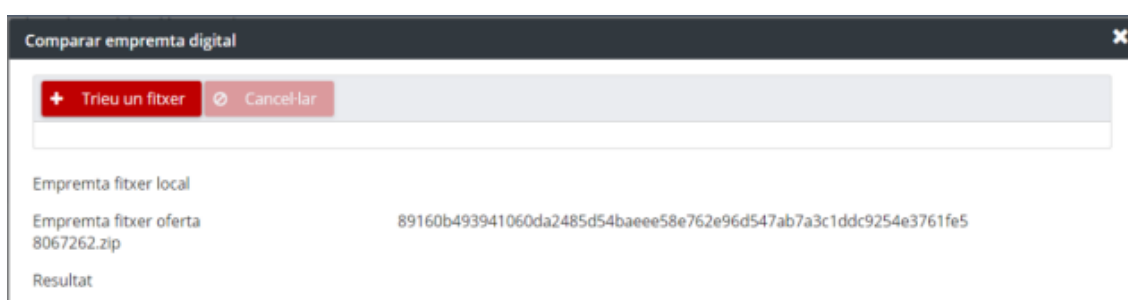 Comparar empremta digital
Trieu un fitxer Cancel·lar
Empremta fitxer local
Empremta fitxer oferta 89160b493941060da2485d54baeee58e762e96d547ab7a3c1ddc9254e3761fe5
8067262.zip
Resultat